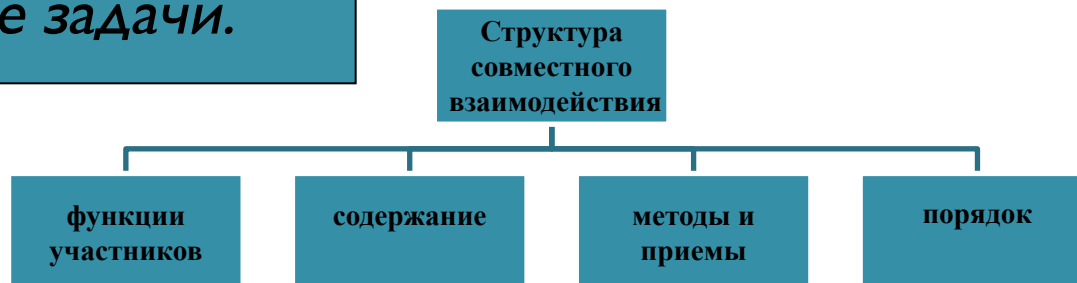 е задачи.
Структура
совместного
взаимодействия
функции
участников
содержание
методы и
приемы
порядок